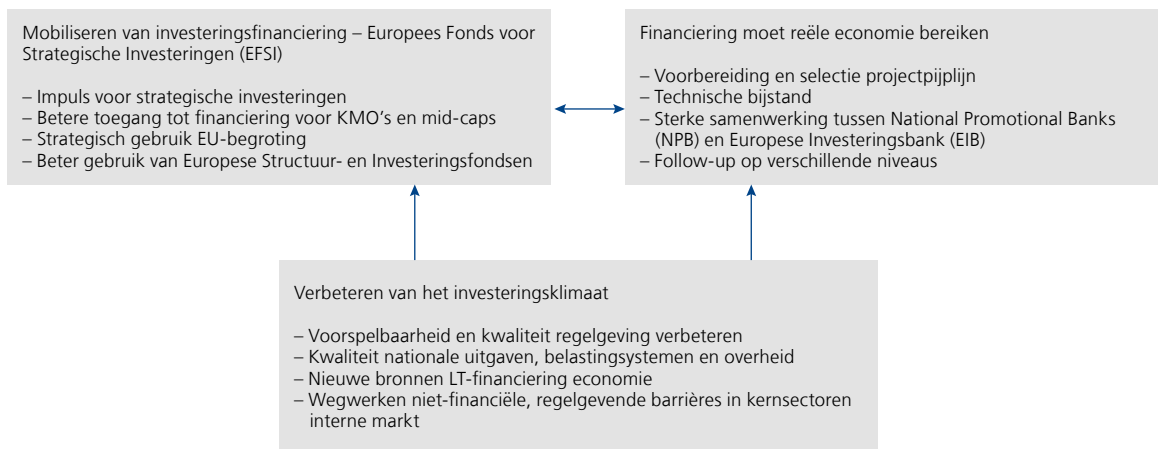 Mobiliseren van investeringsfinanciering – Europees Fonds voor
Strategische Investeringen (EFSI)
– Impuls voor strategische investeringen
– Betere toegang tot financiering voor KMO's en mid-caps
– Strategisch gebruik EU-begroting
– Beter gebruik van Europese Structuur- en Investeringsfondsen
Financiering moet reële economie bereiken
– Voorbereiding en selectie projectpijplijn
– Technische bijstand
– Sterke samenwerking tussen National Promotional Banks
(NPB) en Europese Investeringsbank (EIB)
– Follow-up op verschillende niveaus
Verbeteren van het investeringsklimaat
– Voorspelbaarheid en kwaliteit regelgeving verbeteren
– Kwaliteit nationale uitgaven, belastingsystemen en overheid
– Nieuwe bronnen LT-financiering economie
– Wegwerken niet-financiële, regelgevende barrières in kernsectoren
interne markt